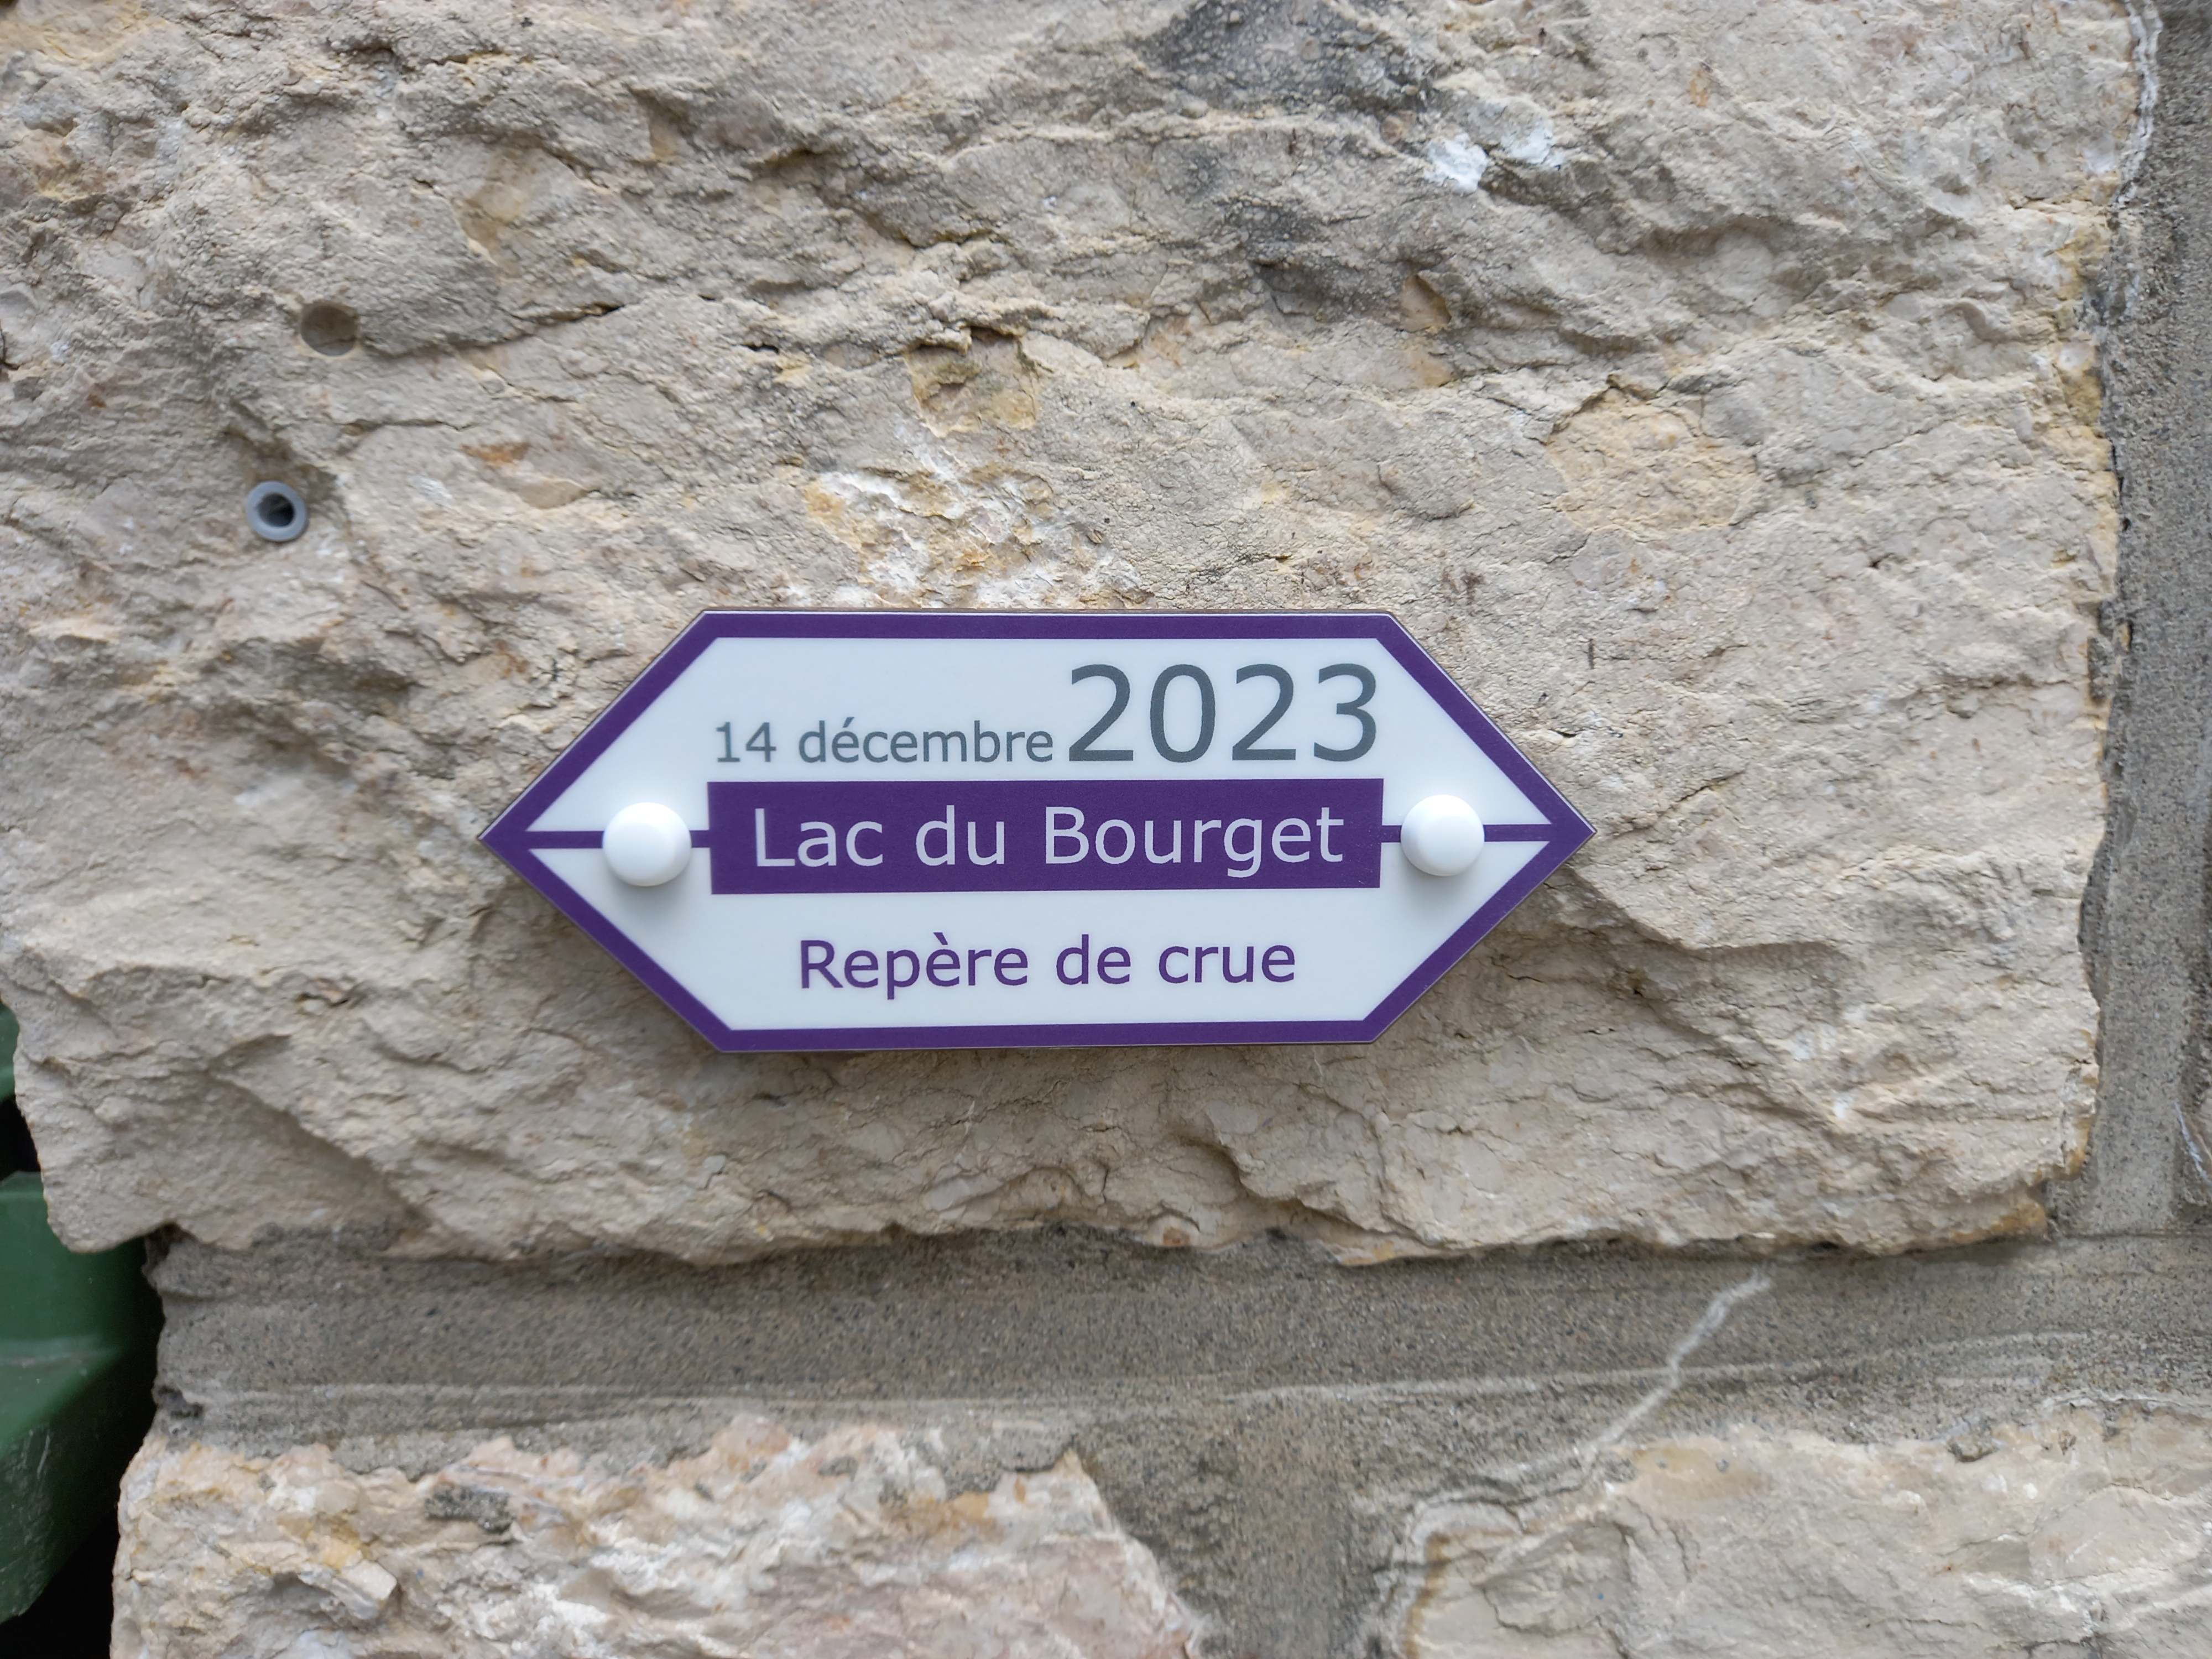 14 décembre 2023
Lac du Bourget
Repère de crue